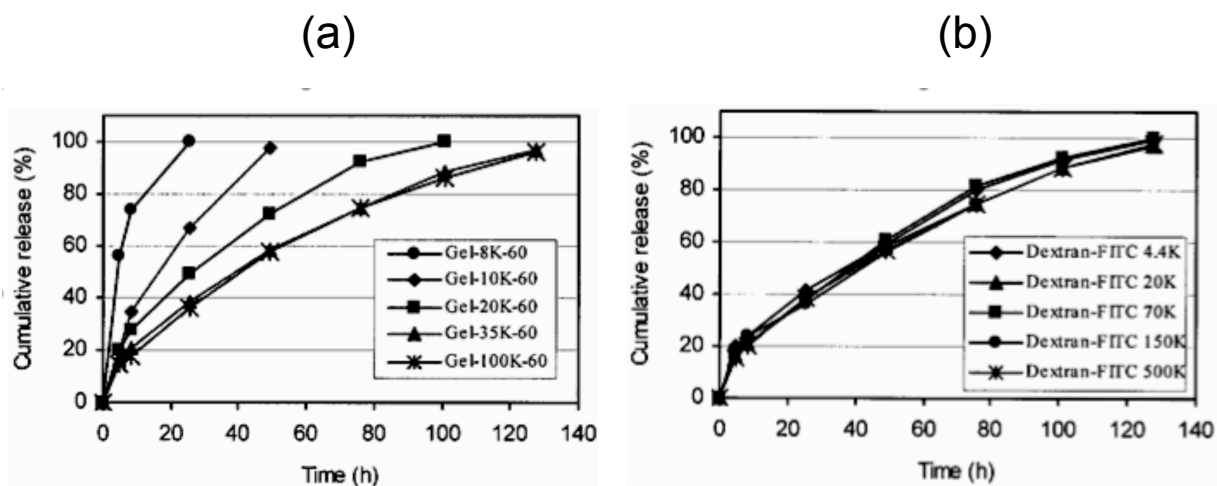 (a)
(b)
Cumulative release (%)
100
80
60
40
20
0
Gel-8K-60
Gel-10K-60
Gel-20K-60
Gel-35K-60
Gel-100K-60
0 20 40 60 80 100 120 140
Time (h)
Cumulative release (%)
100
80
60
40
20
0
Dextran-FITC 4.4K
Dextran-FITC 20K
Dextran-FITC 70K
Dextran-FITC 150K
Dextran-FITC 500K
0 20 40 60 80 100 120 140
Time (h)